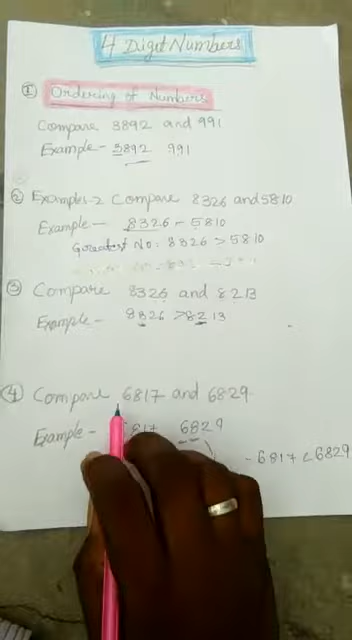 4 Digit Numbers
① Ordering of Numbers
Compare 3892 and 991
Example - 3892 991
② Examples-2 Compare 8326 and 5810
Example - 8326 - 5810
Greatest No: 8326 > 5810
③ Compare 8326 and 8213
Example - 8326 > 8213
④ Compare 6817 and 6829
Example - 6829
- 6817 < 6829